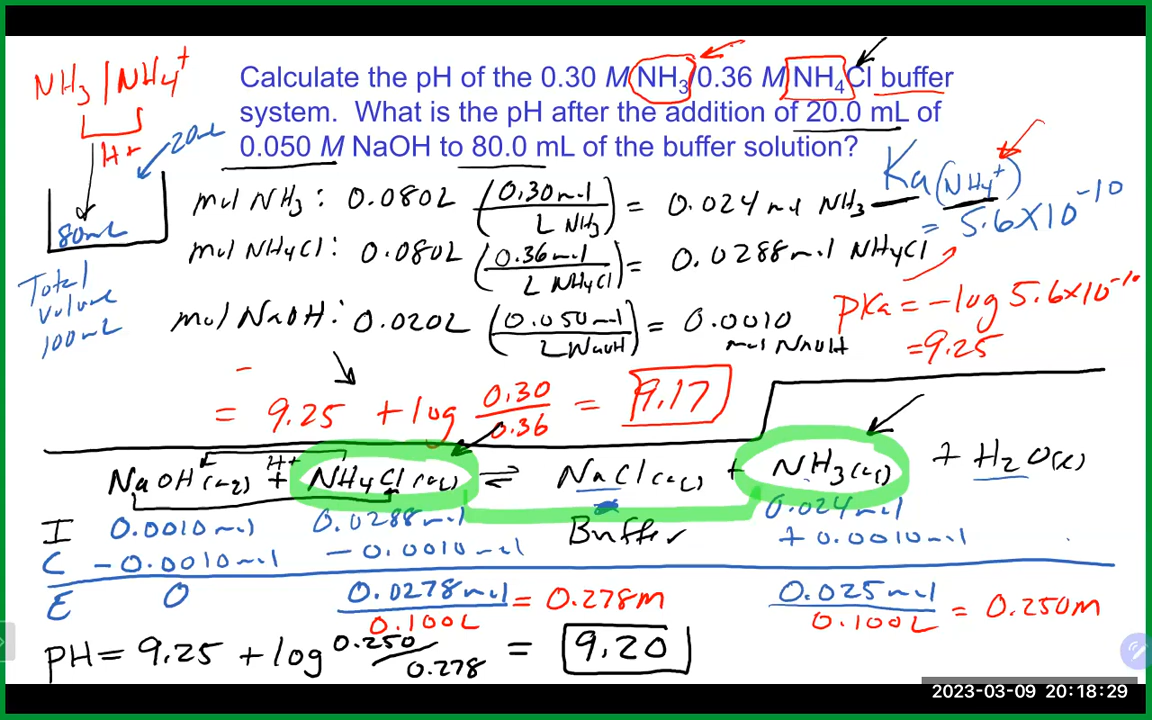 NH3/NH4+
H+
20mL
80mL
Total
volume
100mL
Calculate the pH of the 0.30 M NH3/0.36 M NH4Cl buffer
system. What is the pH after the addition of 20.0 mL of
0.050 M NaOH to 80.0 mL of the buffer solution?
Ka (NH4+)
= 5.6x10-10
mol NH3: 0.080L (0.30mol / L NH3) = 0.024 mol NH3
mol NH4Cl: 0.080L (0.36mol / L NH4Cl) = 0.0288mol NH4Cl
mol NaOH: 0.020L (0.050mol / L NaOH) = 0.0010 mol NaOH
PKa = -log 5.6x10-10
= 9.25
= 9.25 + log 0.30/0.36 = 9.17
H+
NaOH(aq) + NH4Cl(aq) ⇌ NaCl(aq) + NH3(aq) + H2O(l)
Buffer
I 0.0010mol 0.0288mol 0.024mol
C -0.0010mol -0.0010mol +0.0010mol
E 0 0.0278mol/0.100L = 0.278M 0.025mol/0.100L = 0.250M
PH = 9.25 + log 0.250/0.278 = 9.20
2023-03-09 20:18:29